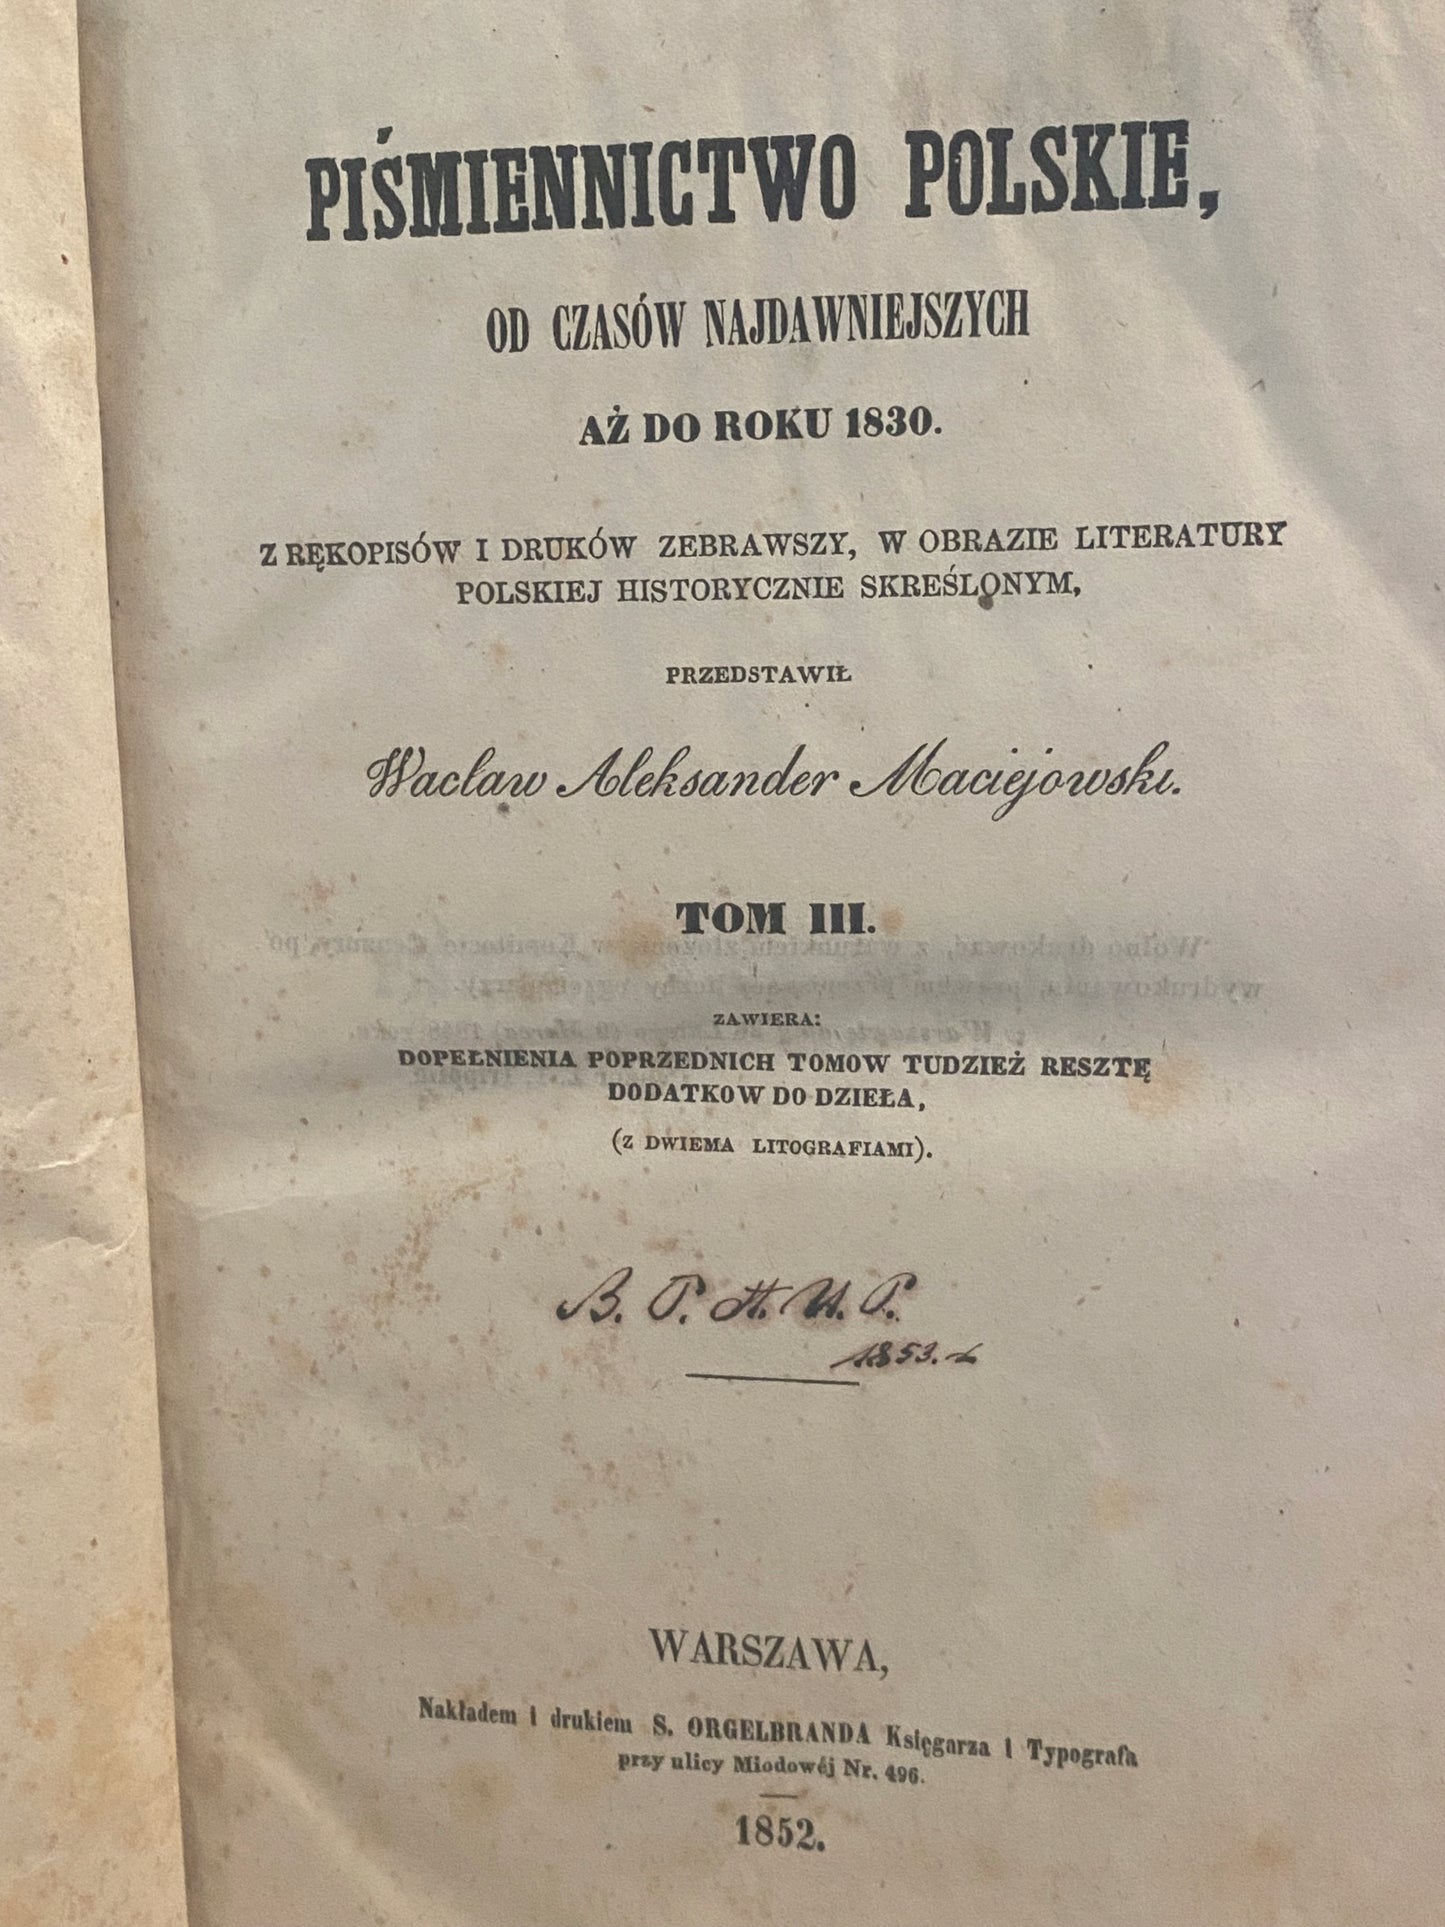 PIŚMIENNICTWO POLSKIE,
OD CZASÓW NAJDAWNIEJSZYCH
AŻ DO ROKU 1830.
Z RĘKOPISÓW I DRUKÓW ZEBRAWSZY, W OBRAZIE LITERATURY
POLSKIEJ HISTORYCZNIE SKREŚLONYM,
PRZEDSTAWIŁ
Wacław Aleksander Maciejowski.
TOM III.
ZAWIERA:
DOPEŁNIENIA POPRZEDNICH TOMOW TUDZIEŻ RESZTĘ
DODATKOW DO DZIEŁA,
(Z DWIEMA LITOGRAFIAMI).
B. P. H. U. P.
1853.
WARSZAWA,
Nakładem i drukiem S. ORGELBRANDA Księgarza i Typografa
przy ulicy Miodowéj Nr. 496.
1852.